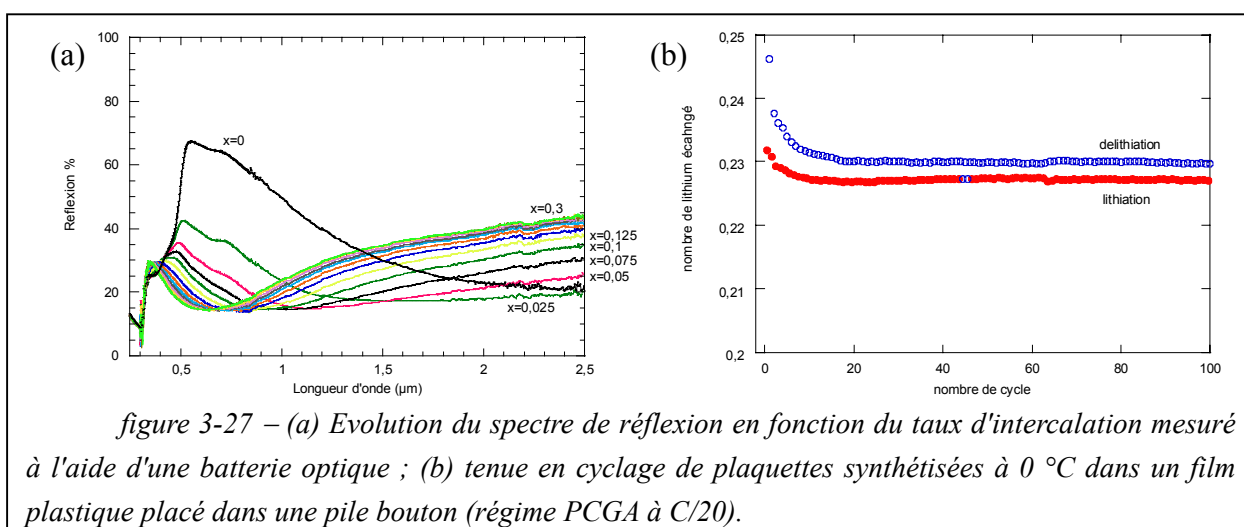 (a)
100
80
60
40
20
0
Reflexion %
0,5
1
1,5
2
2,5
Longueur d'onde (µm)
x=0
x=0,3
x=0,125
x=0,1
x=0,075
x=0,05
x=0,025
(b)
0,25
0,24
0,23
0,22
0,21
0,2
nombre de lithium écahngé
0
20
40
60
80
100
nombre de cycle
delithiation
lithiation
figure 3-27 – (a) Evolution du spectre de réflexion en fonction du taux d'intercalation mesuré
à l'aide d'une batterie optique ; (b) tenue en cyclage de plaquettes synthétisées à 0 °C dans un film
plastique placé dans une pile bouton (régime PCGA à C/20).